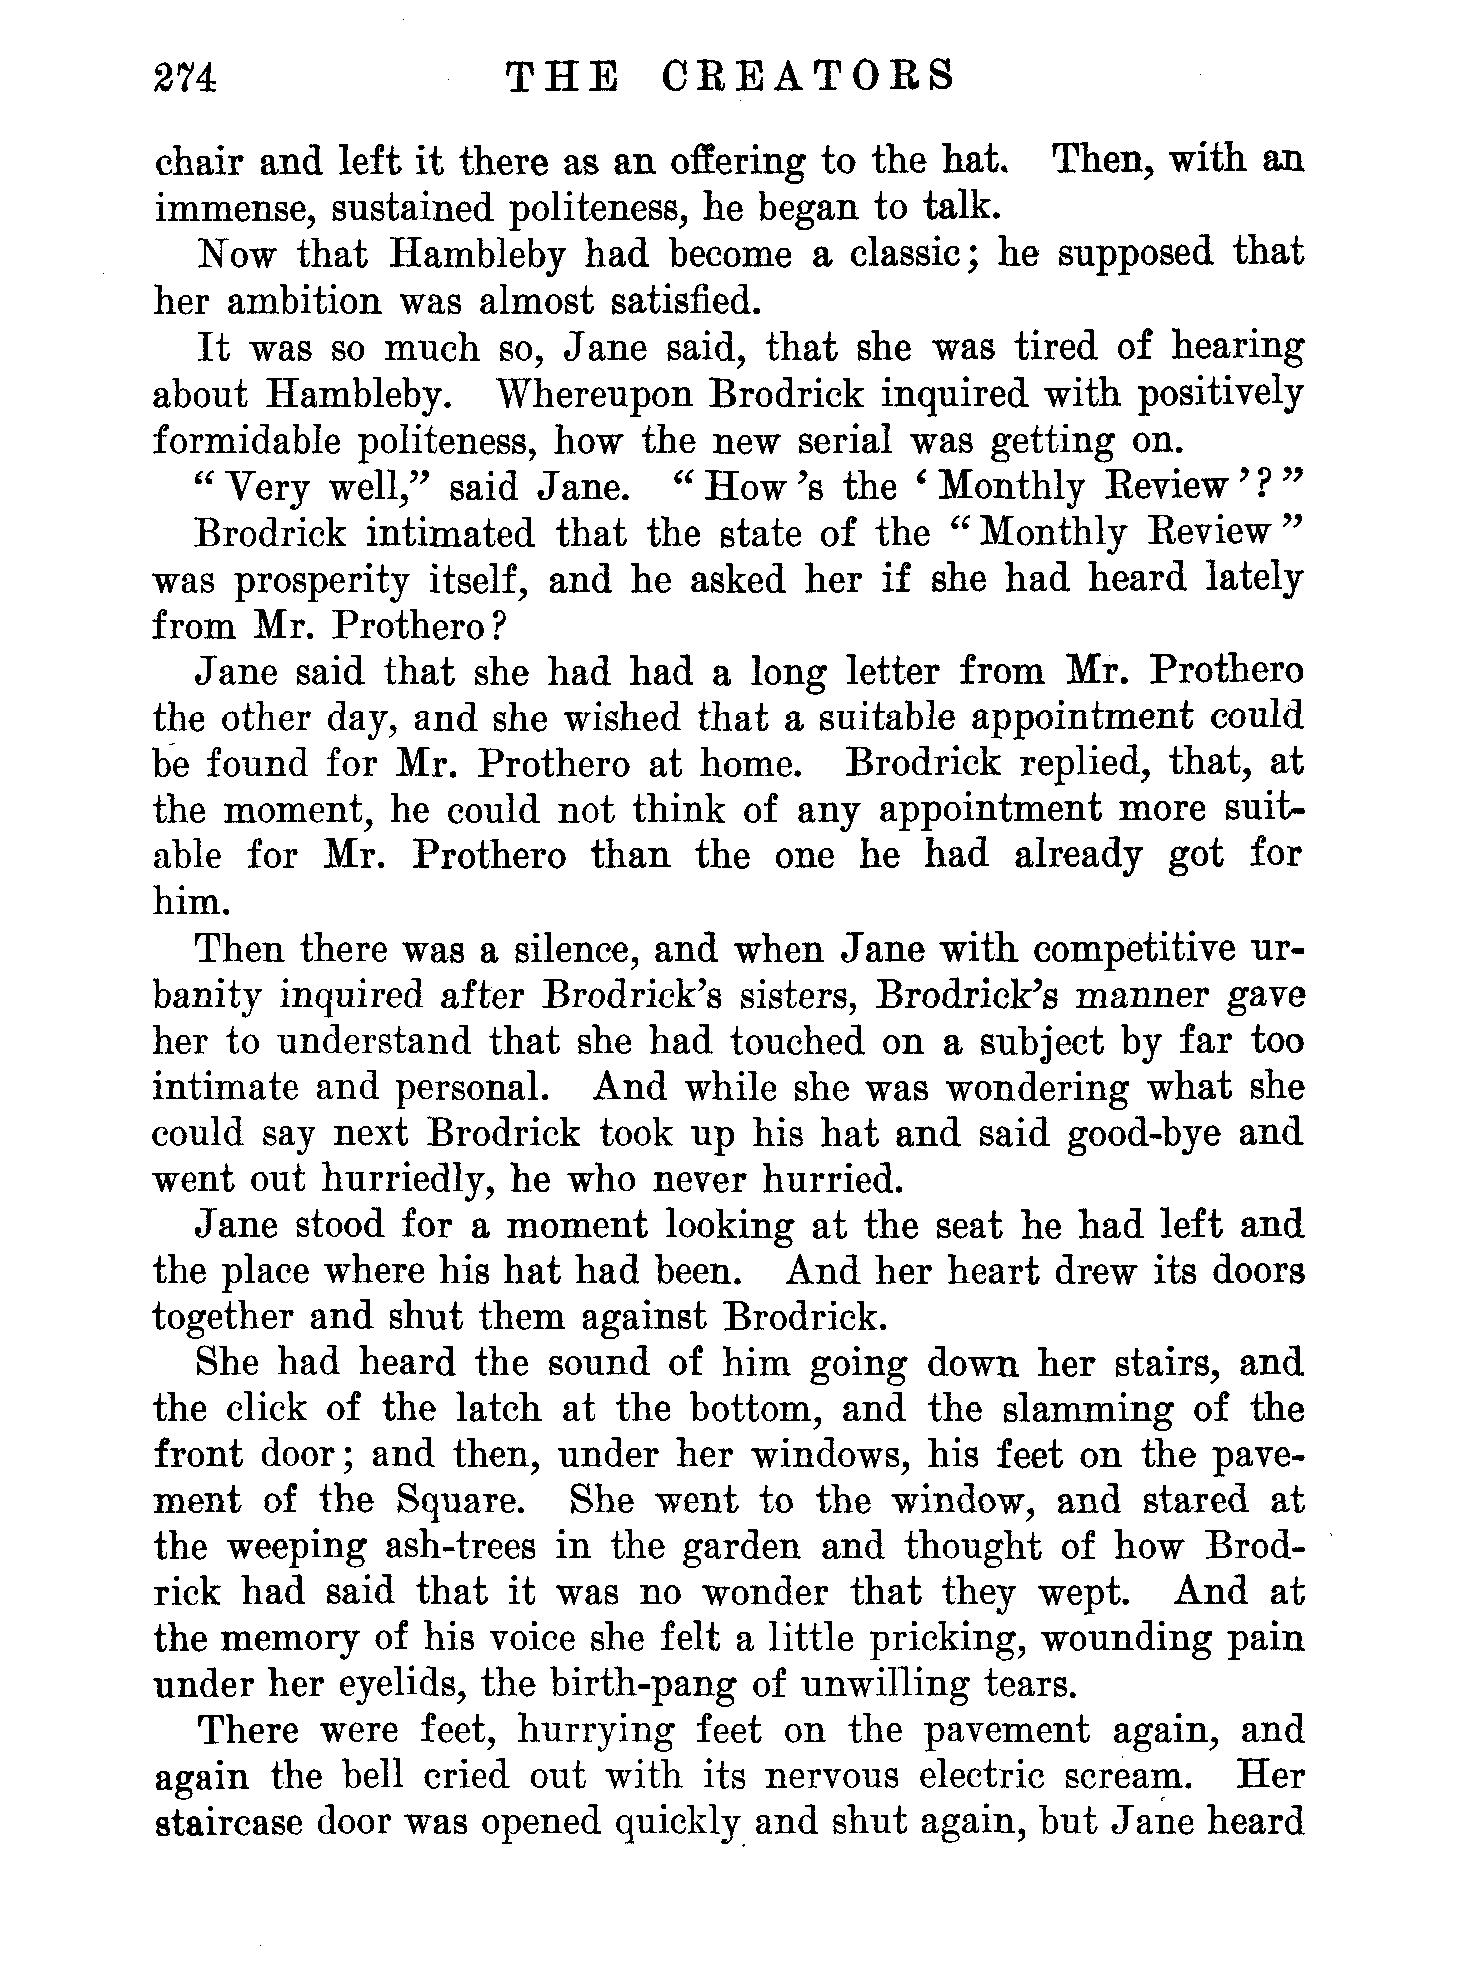 274 THE CREATORS
chair and left it there as an offering to the hat. Then, with an
immense, sustained politeness, he began to talk.
Now that Hambleby had become a classic; he supposed that
her ambition was almost satisfied.
It was so much so, Jane said, that she was tired of hearing
about Hambleby. Whereupon Brodrick inquired with positively
formidable politeness, how the new serial was getting on.
“ Very well,” said Jane. “ How ’s the ‘ Monthly Review ’? ”
Brodrick intimated that the state of the “ Monthly Review ”
was prosperity itself, and he asked her if she had heard lately
from Mr. Prothero?
Jane said that she had had a long letter from Mr. Prothero
the other day, and she wished that a suitable appointment could
be found for Mr. Prothero at home. Brodrick replied, that, at
the moment, he could not think of any appointment more suit-
able for Mr. Prothero than the one he had already got for
him.
Then there was a silence, and when Jane with competitive ur-
banity inquired after Brodrick’s sisters, Brodrick’s manner gave
her to understand that she had touched on a subject by far too
intimate and personal. And while she was wondering what she
could say next Brodrick took up his hat and said good-bye and
went out hurriedly, he who never hurried.
Jane stood for a moment looking at the seat he had left and
the place where his hat had been. And her heart drew its doors
together and shut them against Brodrick.
She had heard the sound of him going down her stairs, and
the click of the latch at the bottom, and the slamming of the
front door; and then, under her windows, his feet on the pave-
ment of the Square. She went to the window, and stared at
the weeping ash-trees in the garden and thought of how Brod-
rick had said that it was no wonder that they wept. And at
the memory of his voice she felt a little pricking, wounding pain
under her eyelids, the birth-pang of unwilling tears.
There were feet, hurrying feet on the pavement again, and
again the bell cried out with its nervous electric scream. Her
staircase door was opened quickly and shut again, but Jane heard